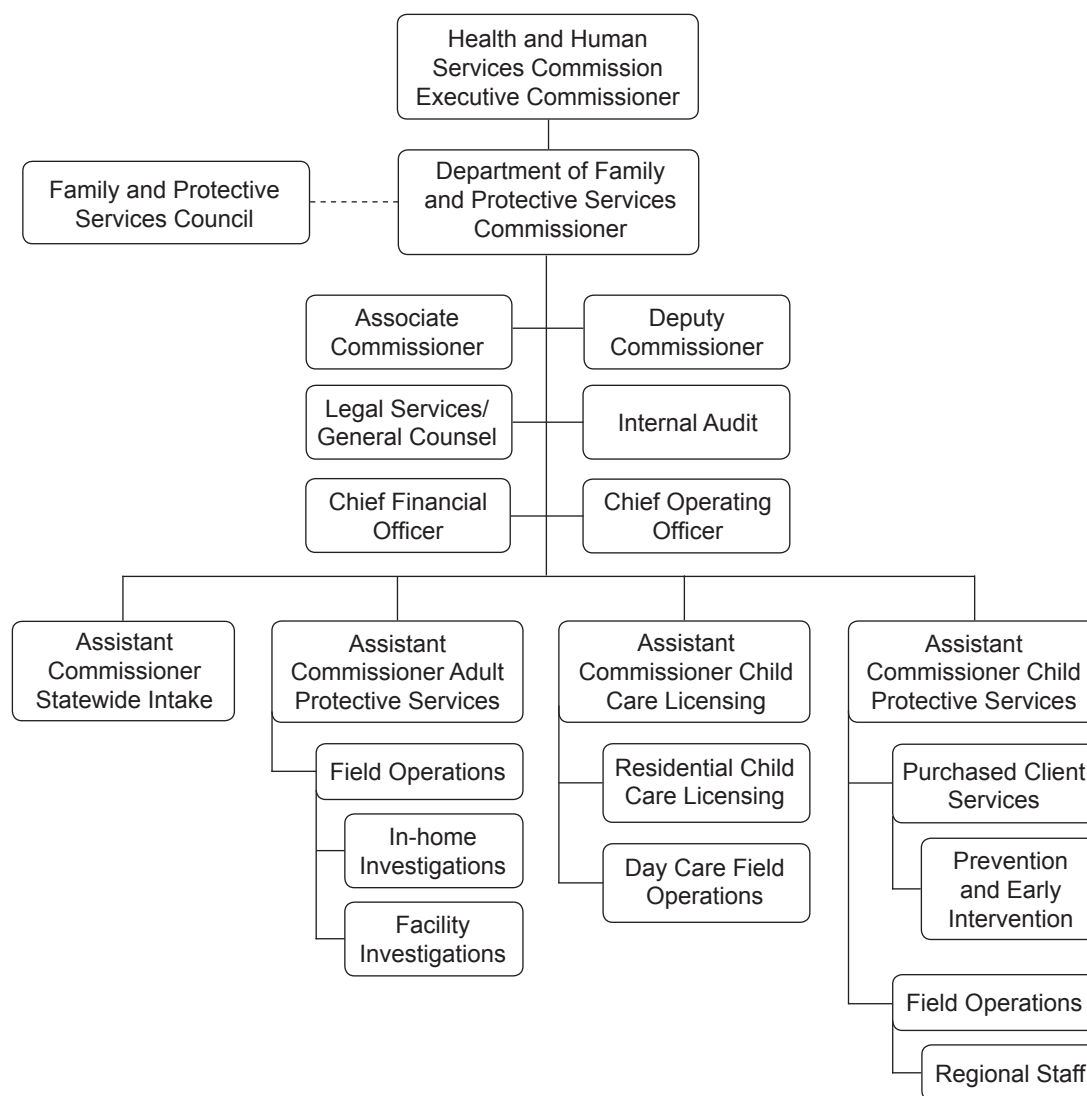 Health and Human
Services Commission
Executive Commissioner
Family and Protective
Services Council
Department of Family
and Protective Services
Commissioner
Associate
Commissioner
Deputy
Commissioner
Legal Services/
General Counsel
Internal Audit
Chief Financial
Officer
Chief Operating
Officer
Assistant
Commissioner
Statewide Intake
Assistant
Commissioner Adult
Protective Services
Field Operations
In-home
Investigations
Facility
Investigations
Assistant
Commissioner Child
Care Licensing
Residential Child
Care Licensing
Day Care Field
Operations
Assistant
Commissioner Child
Protective Services
Purchased Client
Services
Prevention
and Early
Intervention
Field Operations
Regional Staff